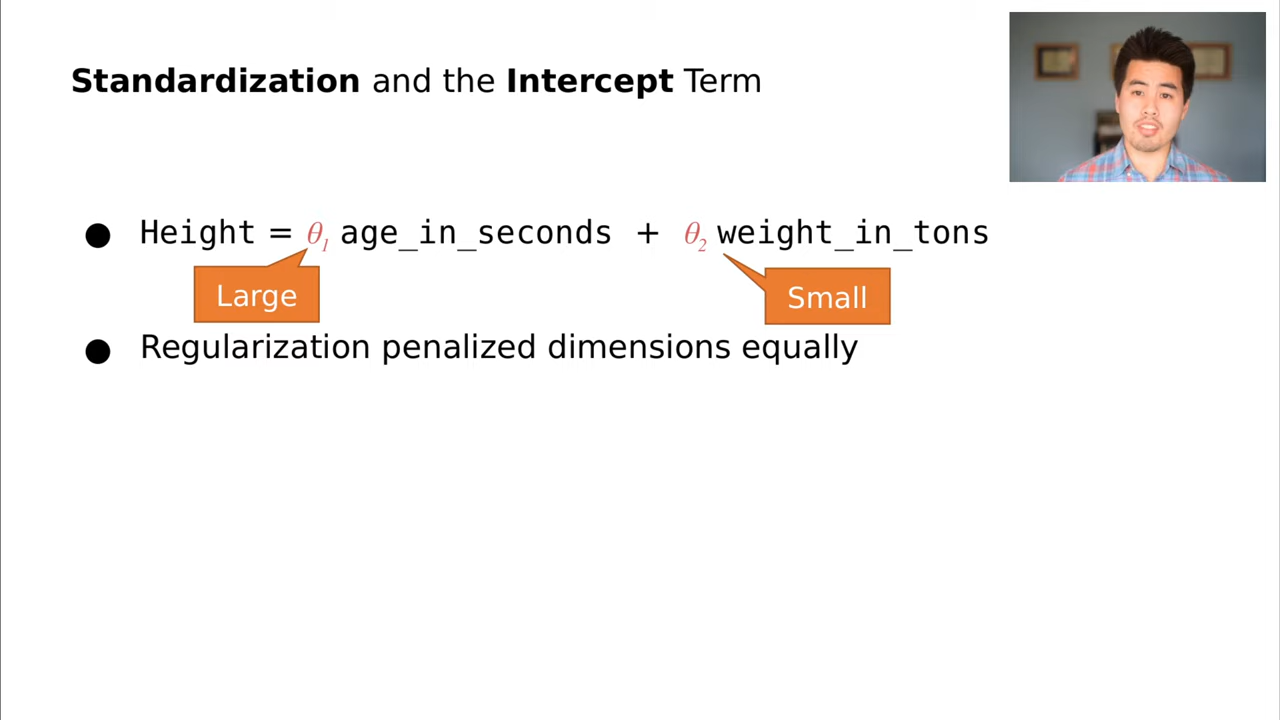 Standardization and the Intercept Term
● Height = θ₁ age_in_seconds + θ₂ weight_in_tons
Large
Small
● Regularization penalized dimensions equally